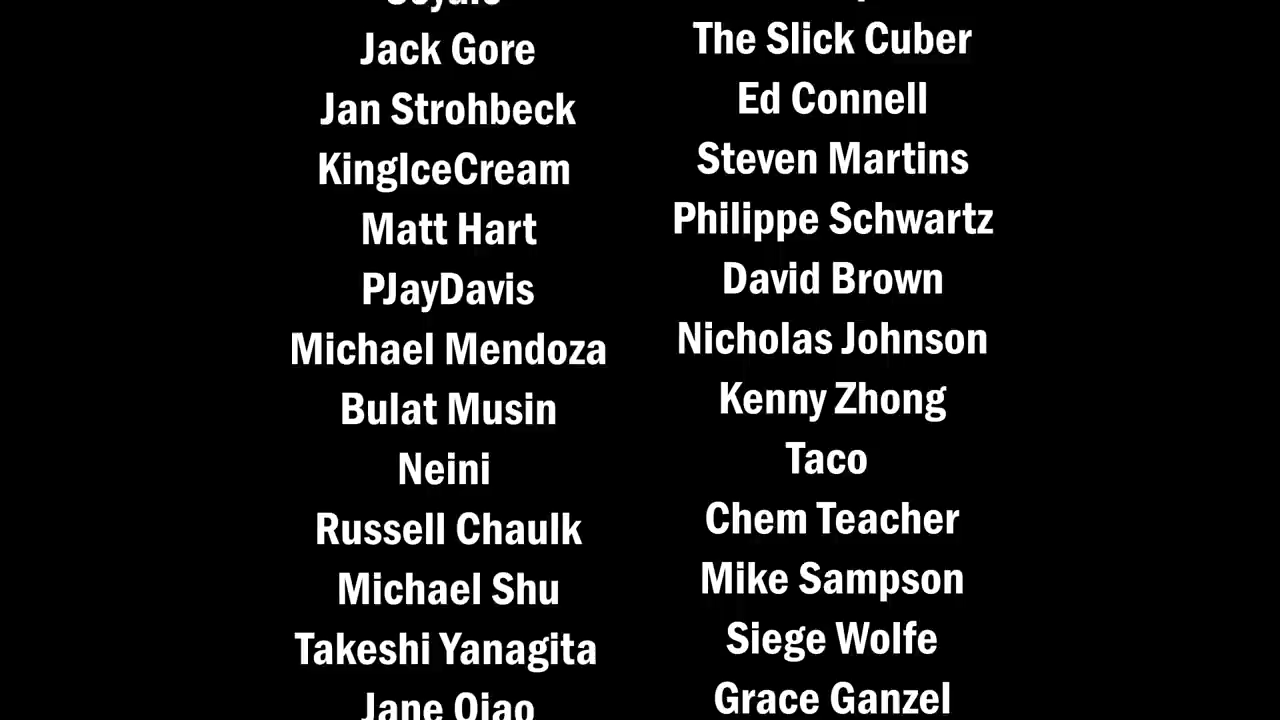 Jack Gore
Jan Strohbeck
KingIceCream
Matt Hart
PJayDavis
Michael Mendoza
Bulat Musin
Neini
Russell Chaulk
Michael Shu
Takeshi Yanagita
Jane Qiao
The Slick Cuber
Ed Connell
Steven Martins
Philippe Schwartz
David Brown
Nicholas Johnson
Kenny Zhong
Taco
Chem Teacher
Mike Sampson
Siege Wolfe
Grace Ganzel